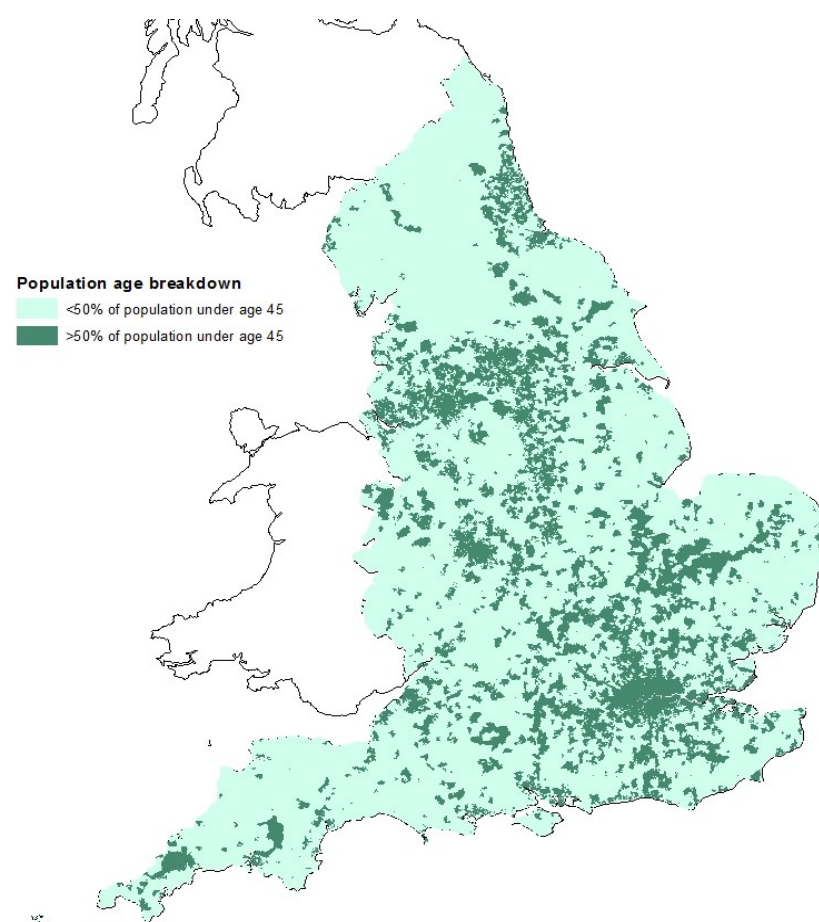 Population age breakdown
<50% of population under age 45
>50% of population under age 45